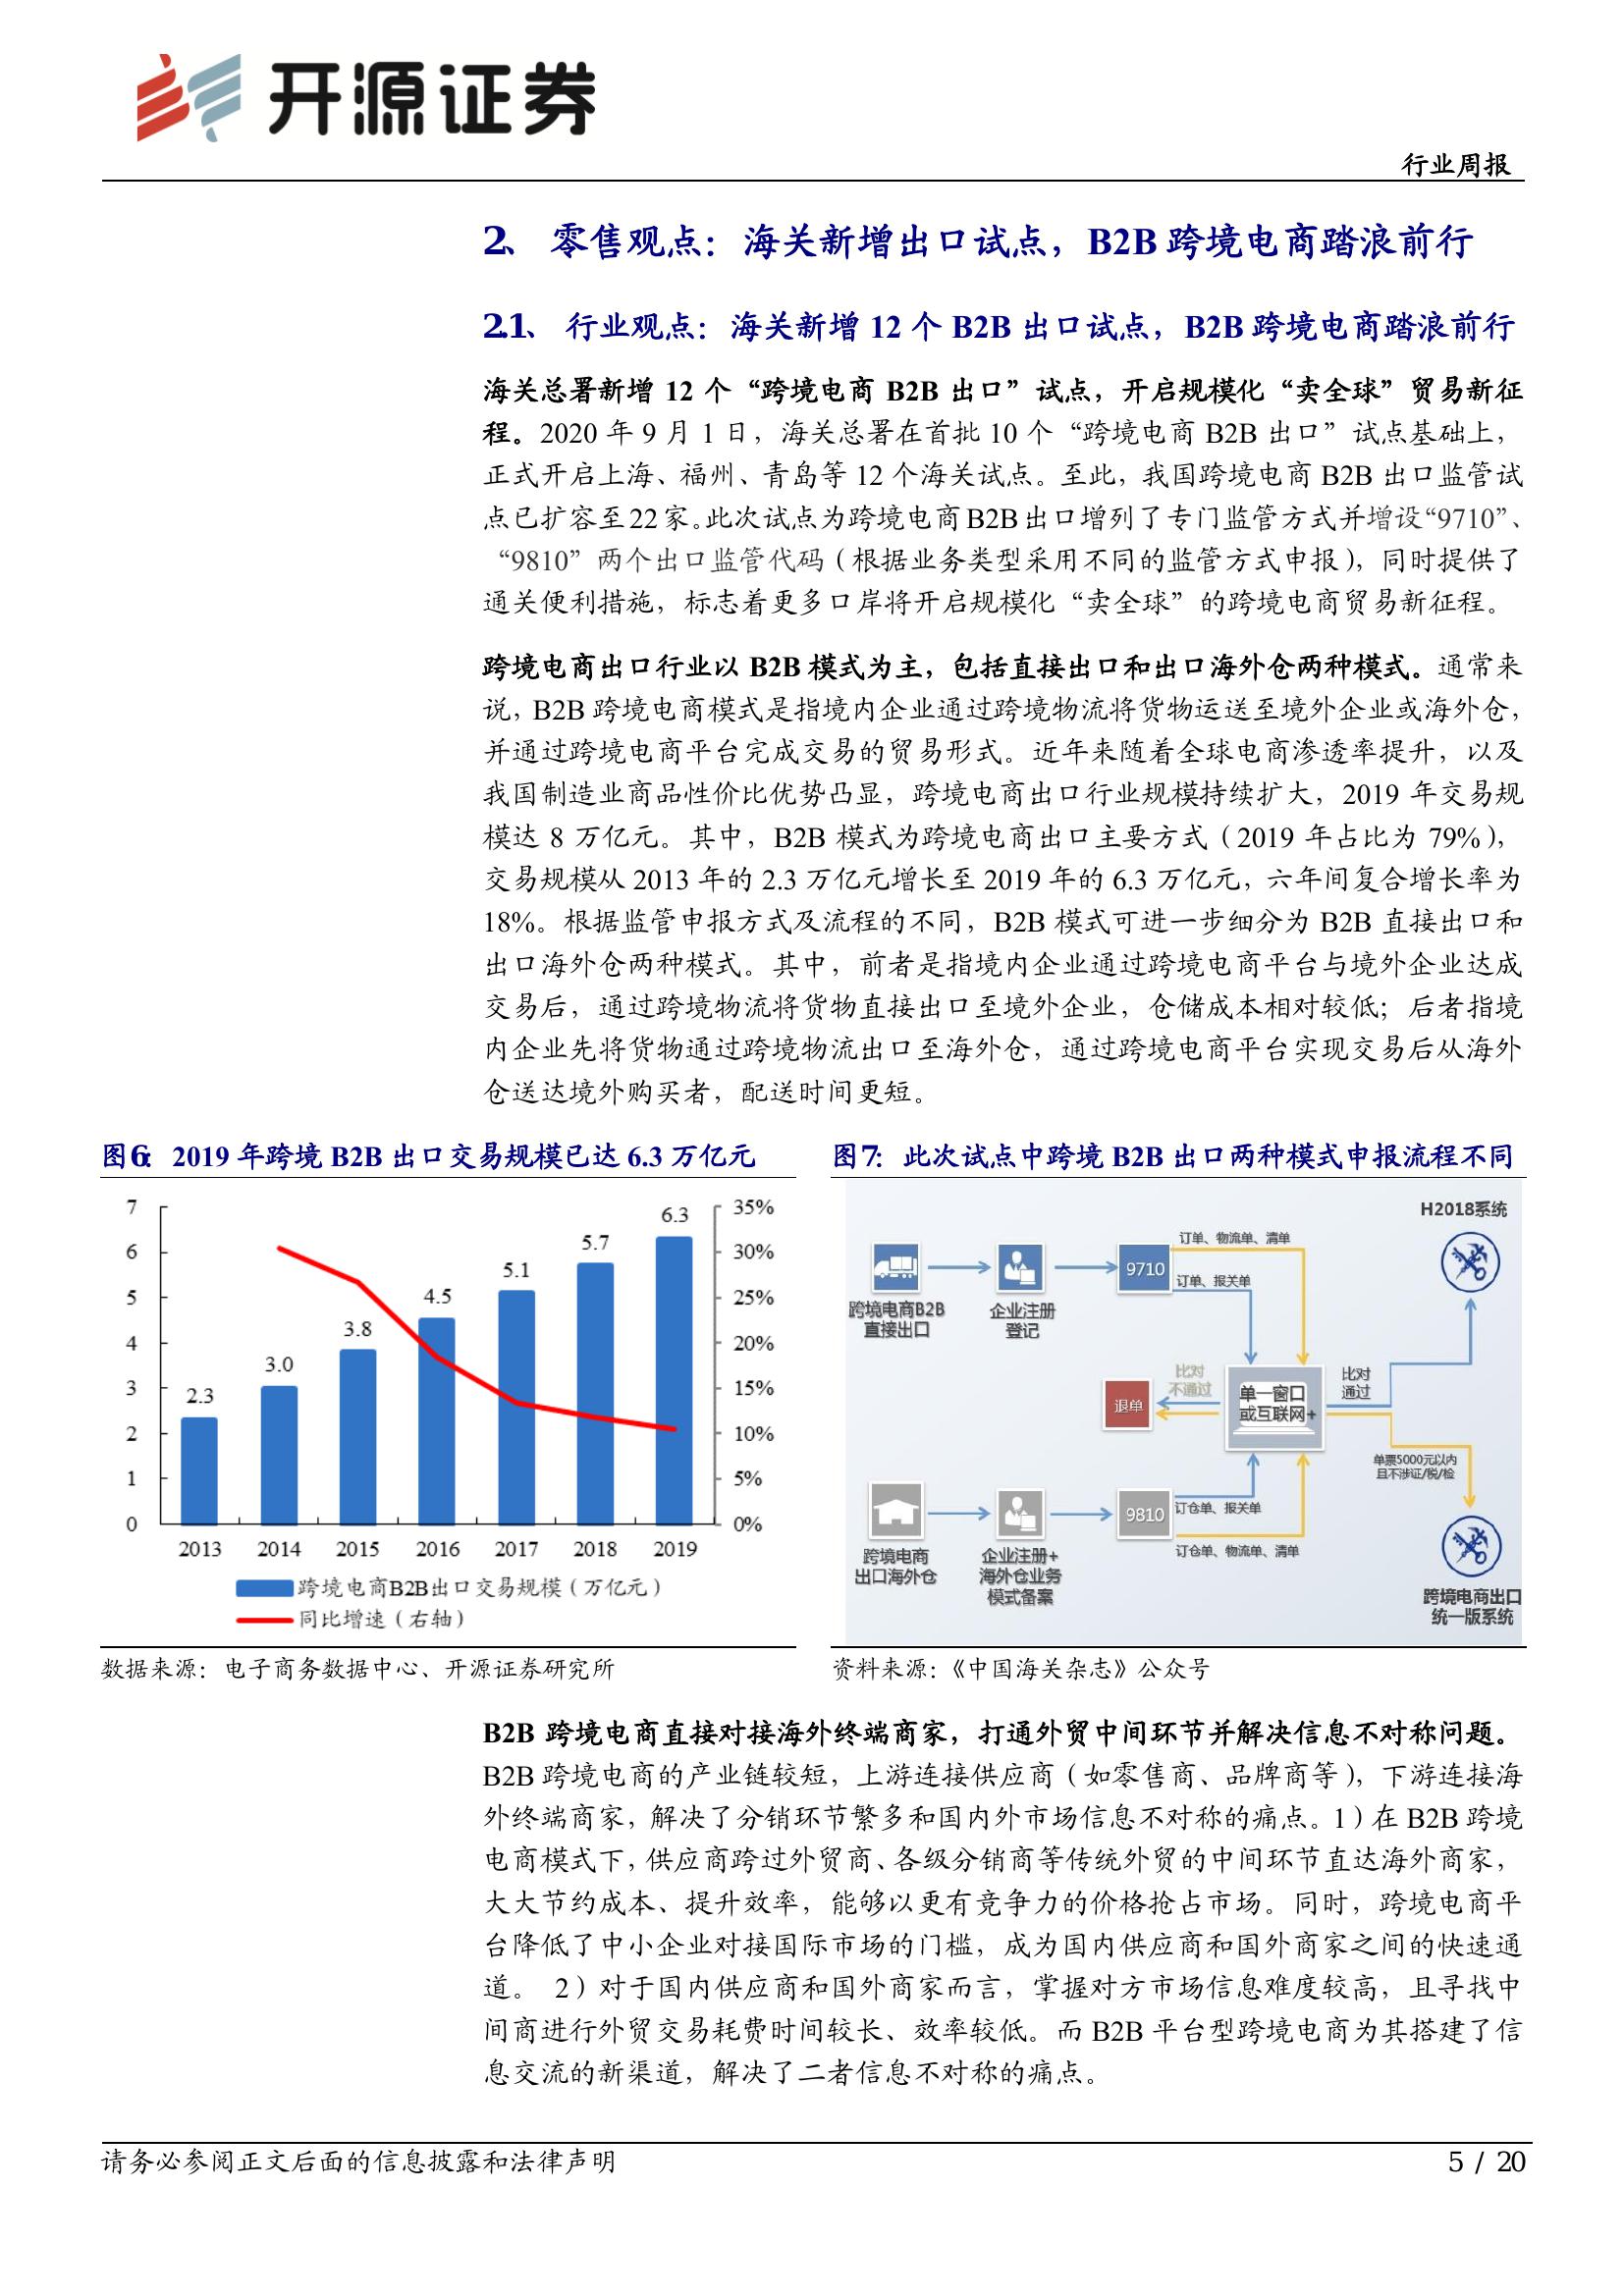 开源证券
行业周报
2、 零售观点：海关新增出口试点，B2B 跨境电商踏浪前行
2.1、 行业观点：海关新增 12 个 B2B 出口试点，B2B 跨境电商踏浪前行
海关总署新增 12 个“跨境电商 B2B 出口”试点，开启规模化“卖全球”贸易新征
程。2020 年 9 月 1 日，海关总署在首批 10 个“跨境电商 B2B 出口”试点基础上，
正式开启上海、福州、青岛等 12 个海关试点。至此，我国跨境电商 B2B 出口监管试
点已扩容至 22 家。此次试点为跨境电商 B2B 出口增列了专门监管方式并增设“9710”、
“9810”两个出口监管代码（根据业务类型采用不同的监管方式申报），同时提供了
通关便利措施，标志着更多口岸将开启规模化“卖全球”的跨境电商贸易新征程。
跨境电商出口行业以 B2B 模式为主，包括直接出口和出口海外仓两种模式。通常来
说，B2B 跨境电商模式是指境内企业通过跨境物流将货物运送至境外企业或海外仓，
并通过跨境电商平台完成交易的贸易形式。近年来随着全球电商渗透率提升，以及
我国制造业商品性价比优势凸显，跨境电商出口行业规模持续扩大，2019 年交易规
模达 8 万亿元。其中，B2B 模式为跨境电商出口主要方式（2019 年占比为 79%），
交易规模从 2013 年的 2.3 万亿元增长至 2019 年的 6.3 万亿元，六年间复合增长率为
18%。根据监管申报方式及流程的不同，B2B 模式可进一步细分为 B2B 直接出口和
出口海外仓两种模式。其中，前者是指境内企业通过跨境电商平台与境外企业达成
交易后，通过跨境物流将货物直接出口至境外企业，仓储成本相对较低；后者指境
内企业先将货物通过跨境物流出口至海外仓，通过跨境电商平台实现交易后从海外
仓送达境外购买者，配送时间更短。
图6：2019 年跨境 B2B 出口交易规模已达 6.3 万亿元
7
6
5
4
3
2
1
0
2.3
3.0
3.8
4.5
5.1
5.7
6.3
35%
30%
25%
20%
15%
10%
5%
0%
2013 2014 2015 2016 2017 2018 2019
跨境电商B2B出口交易规模（万亿元）
同比增速（右轴）
数据来源：电子商务数据中心、开源证券研究所
图7：此次试点中跨境 B2B 出口两种模式申报流程不同
H2018系统
订单、物流单、清单
9710
订单、报关单
跨境电商B2B
直接出口
企业注册
登记
比对
不通过
退单
单一窗口
或互联网+
比对
通过
单票5000元以内
且不涉证/税/检
9810
订仓单、报关单
订仓单、物流单、清单
跨境电商
出口海外仓
企业注册+
海外仓业务
模式备案
跨境电商出口
统一版系统
资料来源：《中国海关杂志》公众号
B2B 跨境电商直接对接海外终端商家，打通外贸中间环节并解决信息不对称问题。
B2B 跨境电商的产业链较短，上游连接供应商（如零售商、品牌商等），下游连接海
外终端商家，解决了分销环节繁多和国内外市场信息不对称的痛点。1）在 B2B 跨境
电商模式下，供应商跨过外贸商、各级分销商等传统外贸的中间环节直达海外商家，
大大节约成本、提升效率，能够以更有竞争力的价格抢占市场。同时，跨境电商平
台降低了中小企业对接国际市场的门槛，成为国内供应商和国外商家之间的快速通
道。 2）对于国内供应商和国外商家而言，掌握对方市场信息难度较高，且寻找中
间商进行外贸交易耗费时间较长、效率较低。而 B2B 平台型跨境电商为其搭建了信
息交流的新渠道，解决了二者信息不对称的痛点。
请务必参阅正文后面的信息披露和法律声明
5 / 20